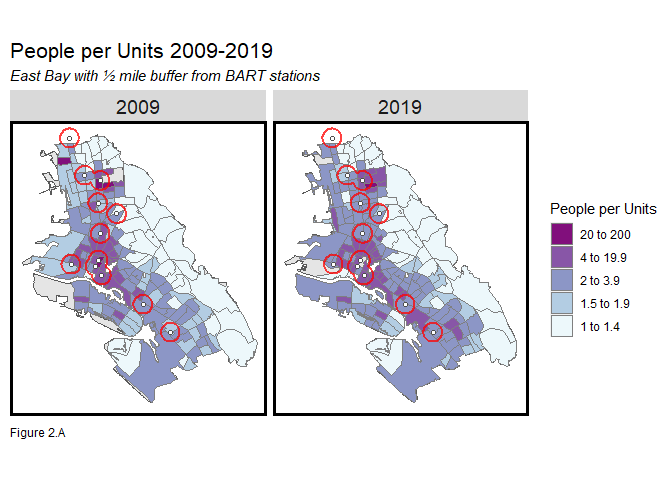 People per Units 2009-2019
East Bay with ½ mile buffer from BART stations
2009
2019
People per Units
20 to 200
4 to 19.9
2 to 3.9
1.5 to 1.9
1 to 1.4
Figure 2.A